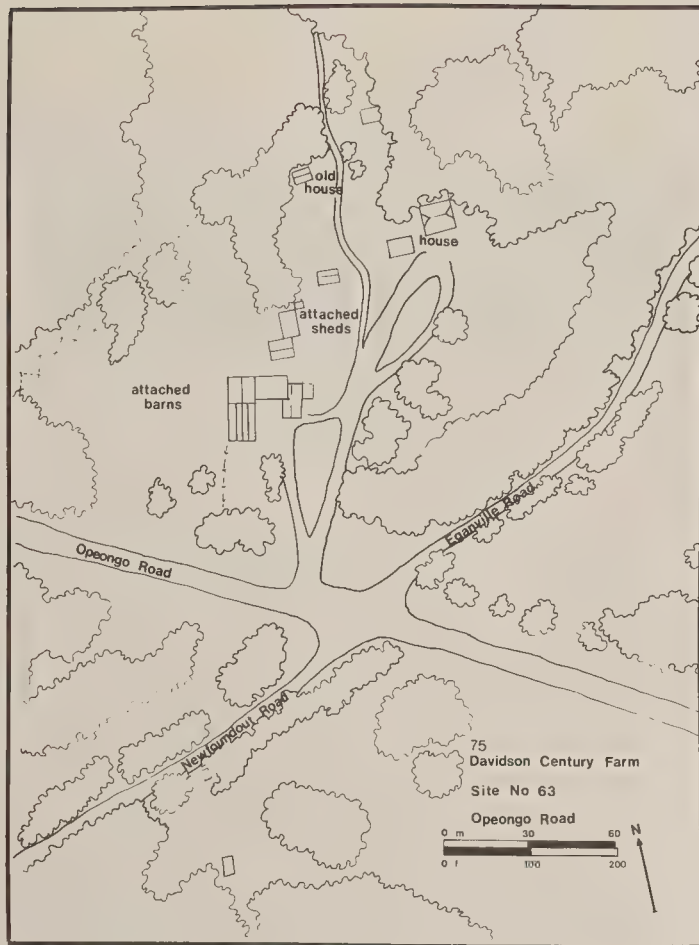 old
house
house
attached
sheds
attached
barns
Eganville Road
Opeongo Road
Newfoundout Road
75
Davidson Century Farm
Site No 63
Opeongo Road
0 m 30 60
0 f 100 200
N